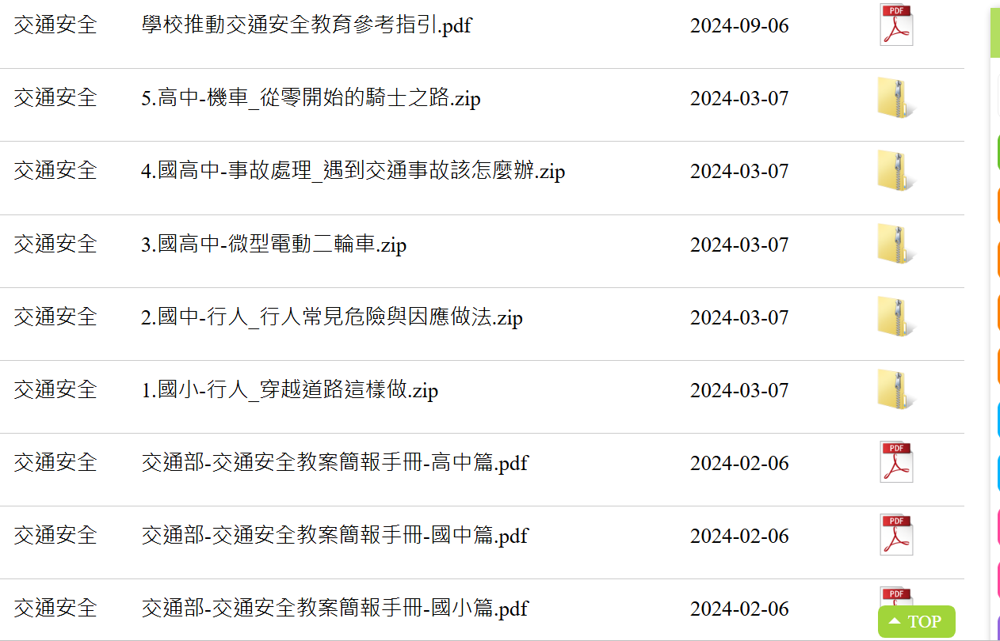 交通安全 學校推動交通安全教育參考指引.pdf 2024-09-06 PDF
交通安全 5.高中-機車_從零開始的騎士之路.zip 2024-03-07
交通安全 4.國高中-事故處理_遇到交通事故該怎麼辦.zip 2024-03-07
交通安全 3.國高中-微型電動二輪車.zip 2024-03-07
交通安全 2.國中-行人_行人常見危險與因應做法.zip 2024-03-07
交通安全 1.國小-行人_穿越道路這樣做.zip 2024-03-07
交通安全 交通部-交通安全教案簡報手冊-高中篇.pdf 2024-02-06 PDF
交通安全 交通部-交通安全教案簡報手冊-國中篇.pdf 2024-02-06 PDF
交通安全 交通部-交通安全教案簡報手冊-國小篇.pdf 2024-02-06 PDF
TOP